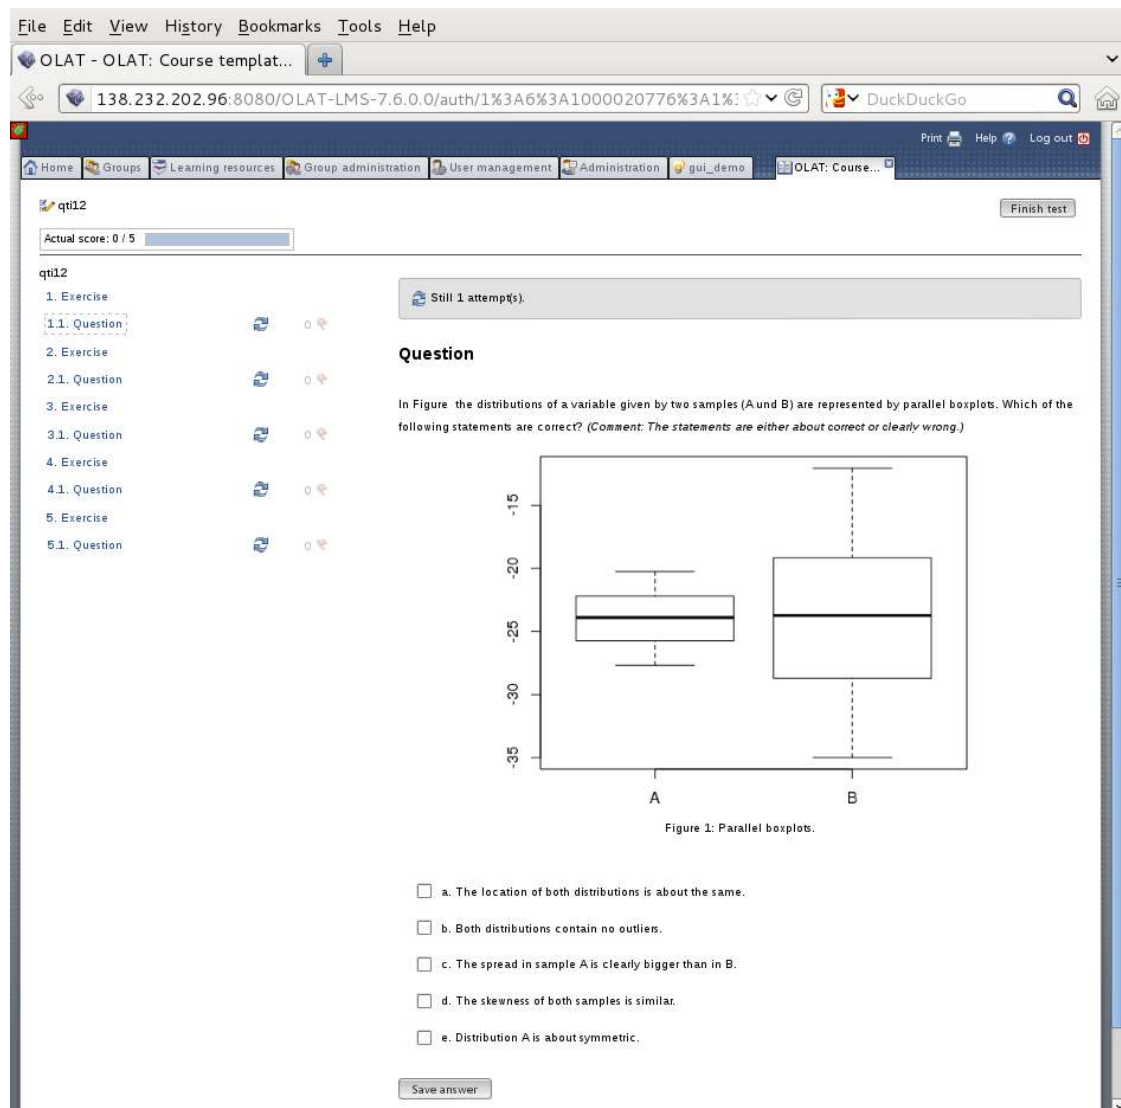 File Edit View History Bookmarks Tools Help
OLAT - OLAT: Course templat...
138.232.202.96:8080/OLAT-LMS-7.6.0.0/auth/1%3A6%3A1000020776%3A1%3 DuckDuckGo
Print Help Log out
Home Groups Learning resources Group administration User management Administration gui_demo OLAT: Course...
qti12 Finish test
Actual score: 0 / 5
qti12
1. Exercise
1.1. Question 0
2. Exercise
2.1. Question 0
3. Exercise
3.1. Question 0
4. Exercise
4.1. Question 0
5. Exercise
5.1. Question 0
Still 1 attempt(s).
Question
In Figure the distributions of a variable given by two samples (A und B) are represented by parallel boxplots. Which of the
following statements are correct? (Comment: The statements are either about correct or clearly wrong.)
-15
-20
-25
-30
-35
A B
Figure 1: Parallel boxplots.
a. The location of both distributions is about the same.
b. Both distributions contain no outliers.
c. The spread in sample A is clearly bigger than in B.
d. The skewness of both samples is similar.
e. Distribution A is about symmetric.
Save answer